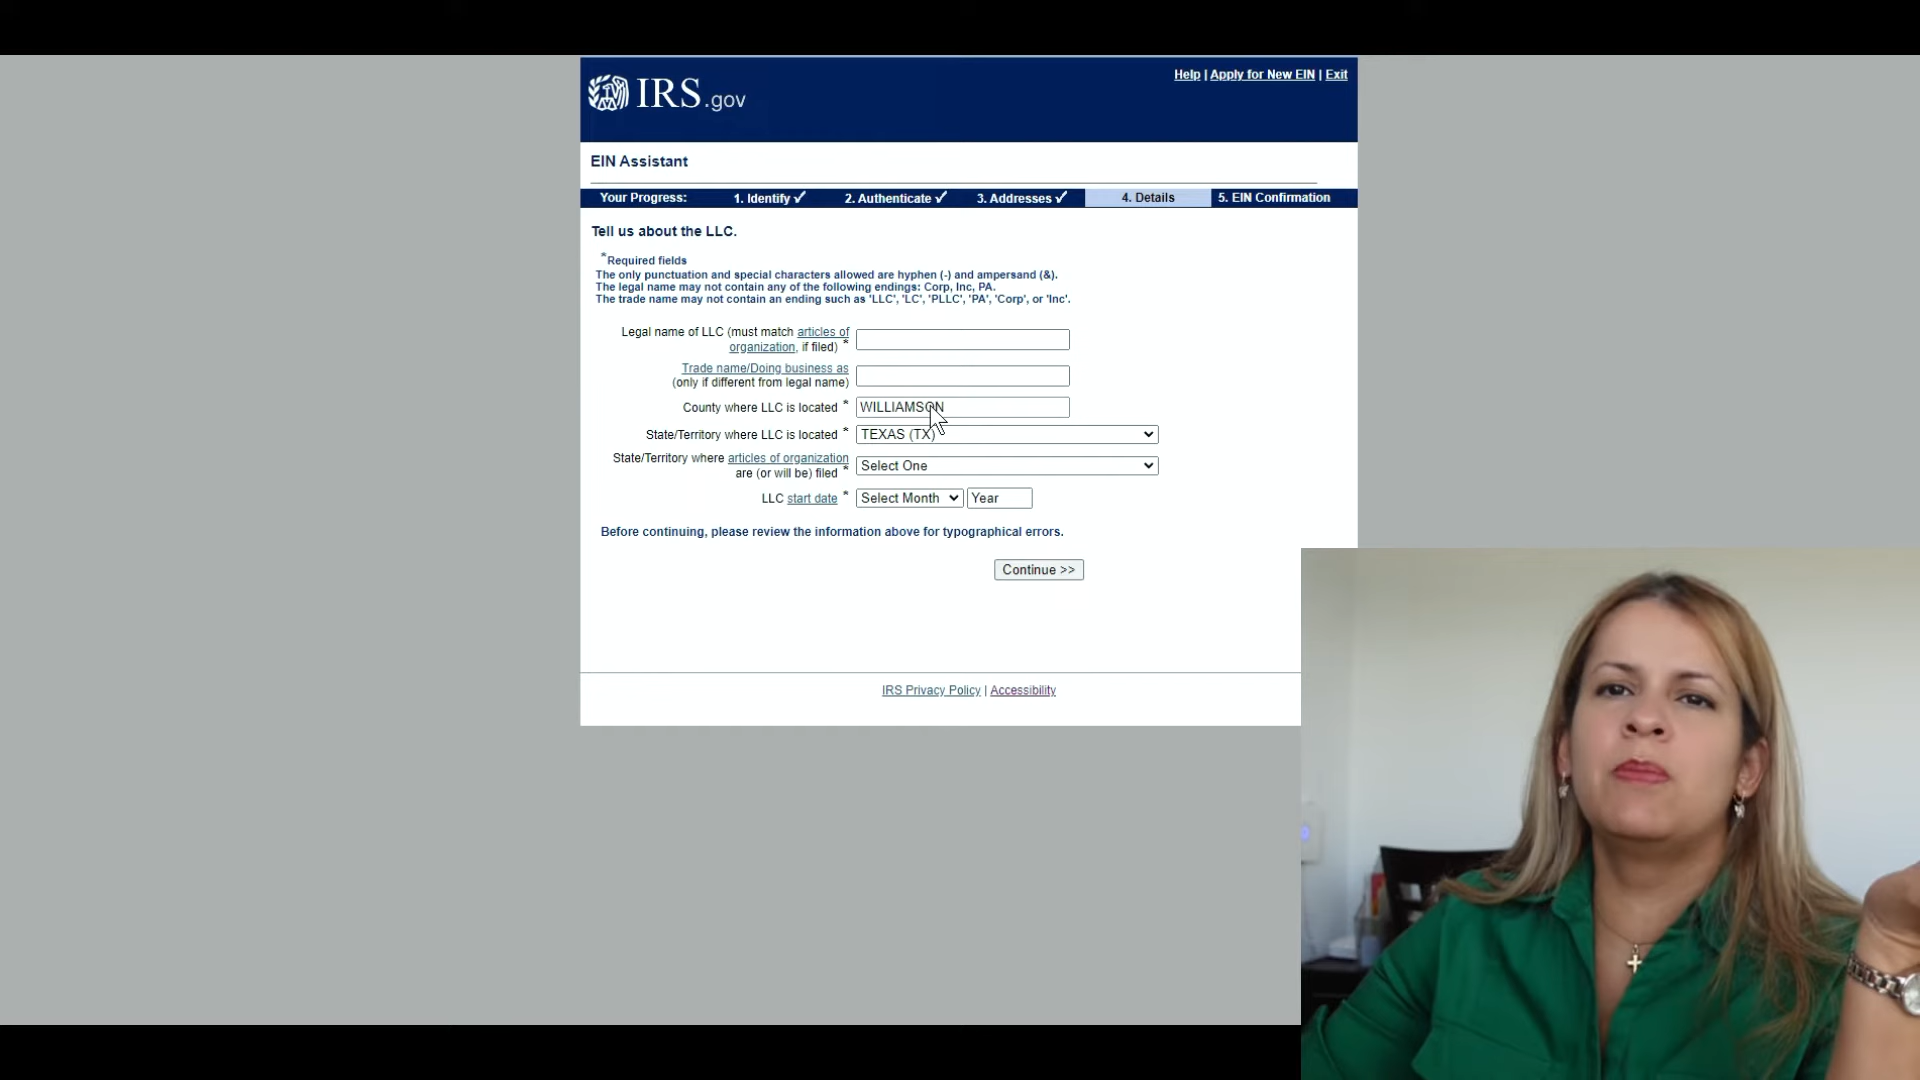 IRS.gov
Help | Apply for New EIN | Exit
EIN Assistant
Your Progress: 1. Identify ✓ 2. Authenticate ✓ 3. Addresses ✓ 4. Details 5. EIN Confirmation
Tell us about the LLC.
*Required fields
The only punctuation and special characters allowed are hyphen (-) and ampersand (&).
The legal name may not contain any of the following endings: Corp, Inc, PA.
The trade name may not contain an ending such as 'LLC', 'LC', 'PLLC', 'PA', 'Corp', or 'Inc'.
Legal name of LLC (must match articles of
organization, if filed) *
Trade name/Doing business as
(only if different from legal name)
County where LLC is located * WILLIAMSON
State/Territory where LLC is located * TEXAS (TX)
State/Territory where articles of organization
are (or will be) filed * Select One
LLC start date * Select Month Year
Before continuing, please review the information above for typographical errors.
Continue >>
IRS Privacy Policy | Accessibility